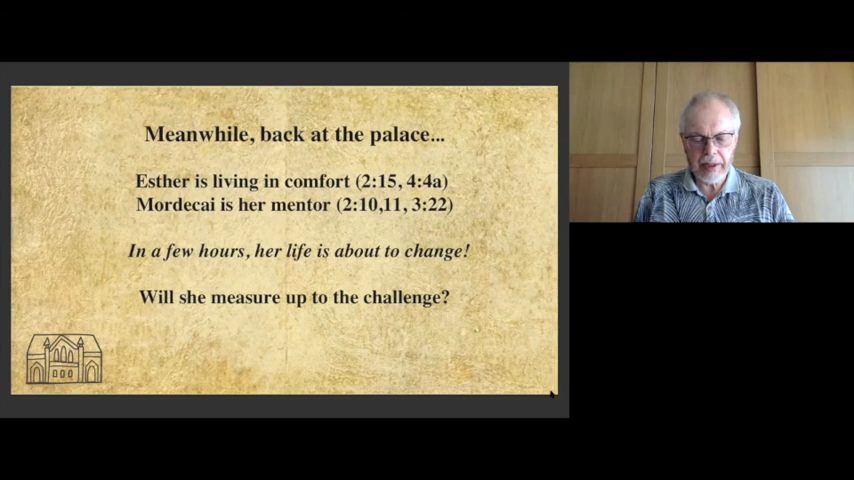 Meanwhile, back at the palace...
Esther is living in comfort (2:15, 4:4a)
Mordecai is her mentor (2:10,11, 3:22)
In a few hours, her life is about to change!
Will she measure up to the challenge?